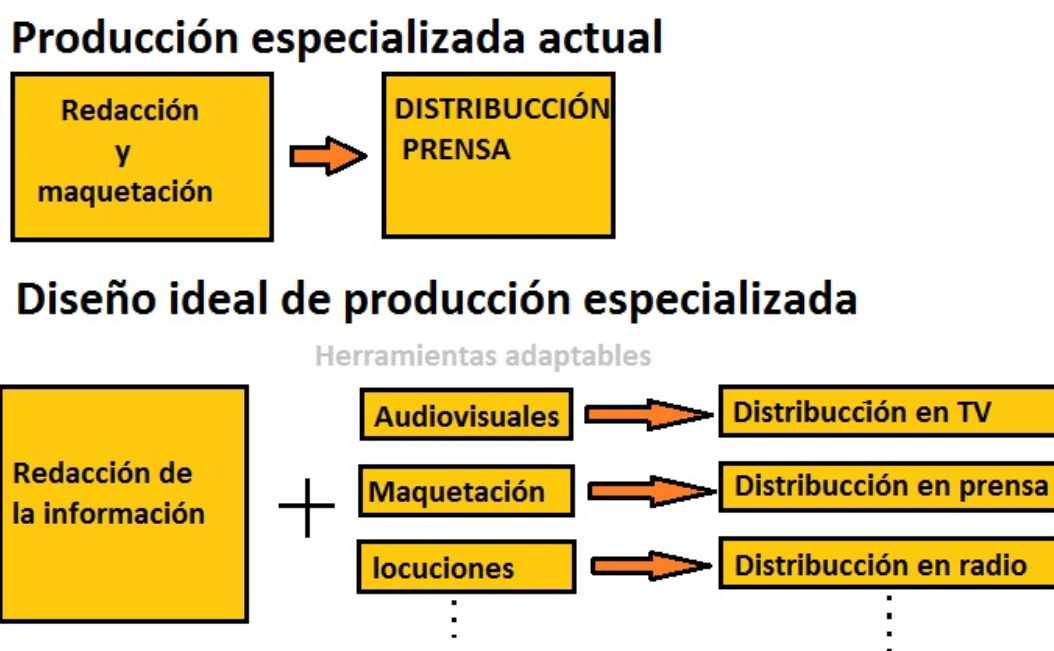 Producción especializada actual
Redacción
y
maquetación
DISTRIBUCCIÓN
PRENSA
Diseño ideal de producción especializada
Herramientas adaptables
Redacción de
la información
+
Audiovisuales
Distribucción en TV
Maquetación
Distribucción en prensa
locuciones
Distribucción en radio